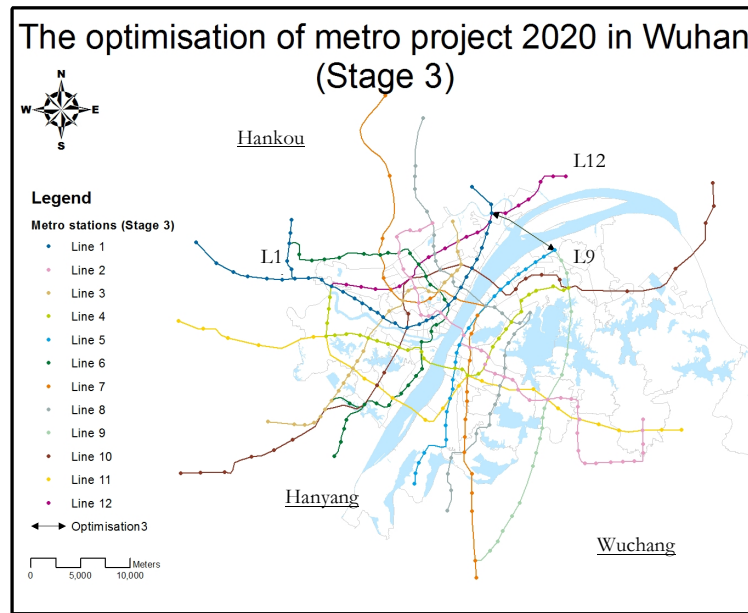 The optimisation of metro project 2020 in Wuhan
(Stage 3)
N
W E
S
Hankou
L12
L1
L9
Legend
Metro stations (Stage 3)
Line 1
Line 2
Line 3
Line 4
Line 5
Line 6
Line 7
Line 8
Line 9
Line 10
Line 11
Line 12
Optimisation3
Meters
0 5,000 10,000
Hanyang
Wuchang